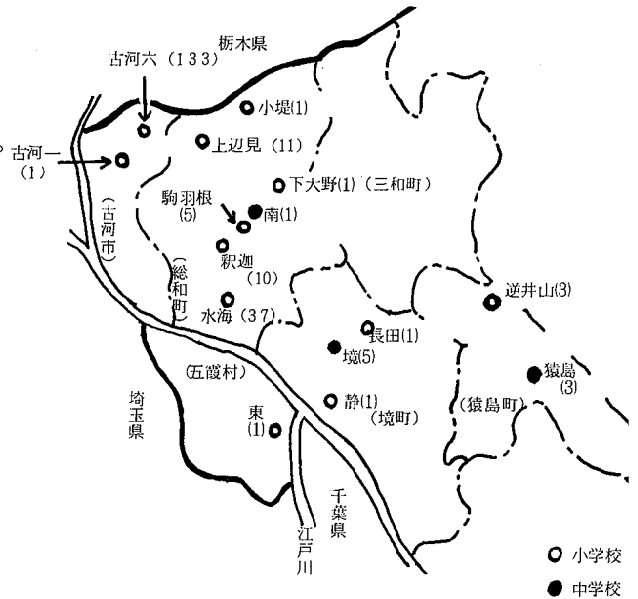 栃木県
古河六(133)
小堤(1)
上辺見(11)
古河一
(1)
下大野(1)(三和町)
駒羽根
(5)
南(1)
(古河市)
釈迦
(10)
(総和町)
水海(37)
逆井山(3)
長田(1)
境(5)
猿島
(3)
(五霞村)
静(1)
(境町)
(猿島町)
埼玉県
東
(1)
千葉県
江戸川
小学校
中学校